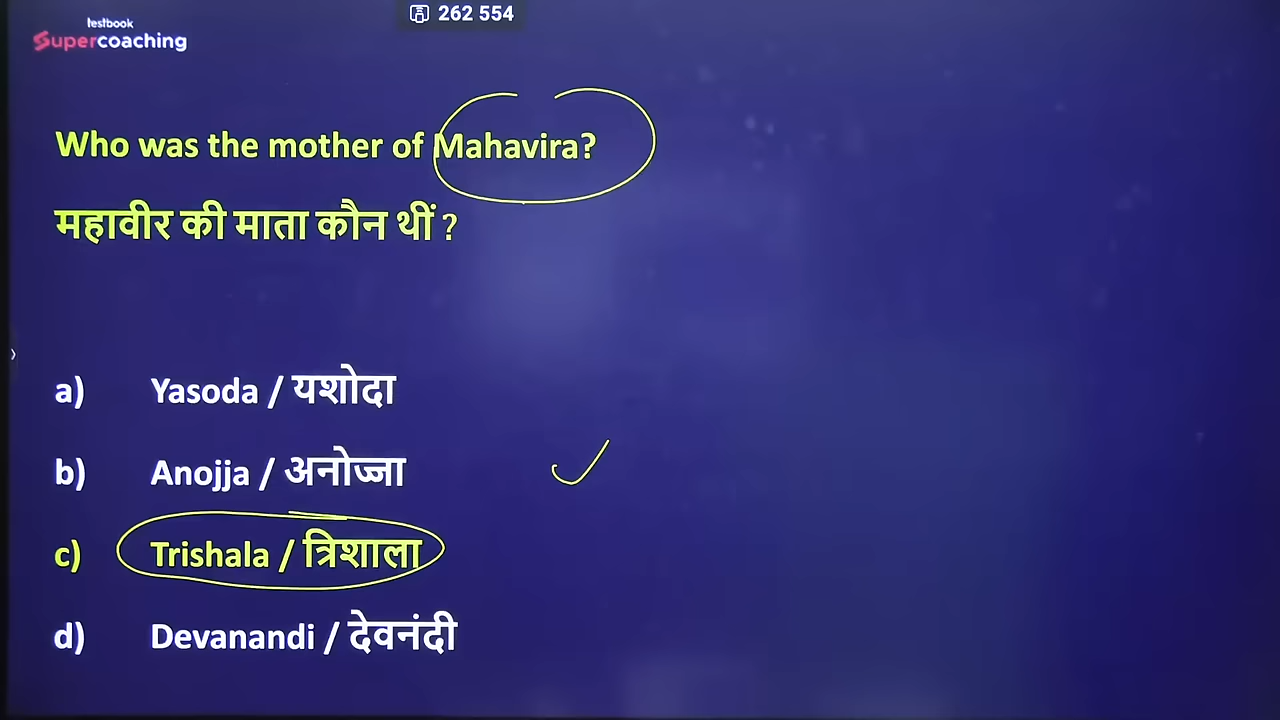 testbook
Supercoaching
262 554
Who was the mother of Mahavira?
महावीर की माता कौन थीं ?
a) Yasoda / यशोदा
b) Anojja / अनोज्जा
c) Trishala / त्रिशाला
d) Devanandi / देवनंदी